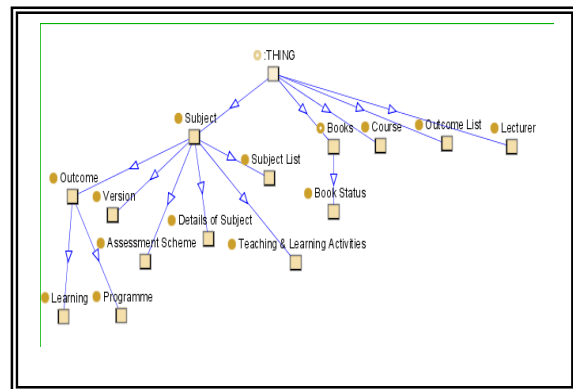 :THING
Subject
Books
Course
Outcome List
Lecturer
Subject List
Outcome
Version
Book Status
Details of Subject
Assessment Scheme
Teaching & Learning Activities
Learning
Programme